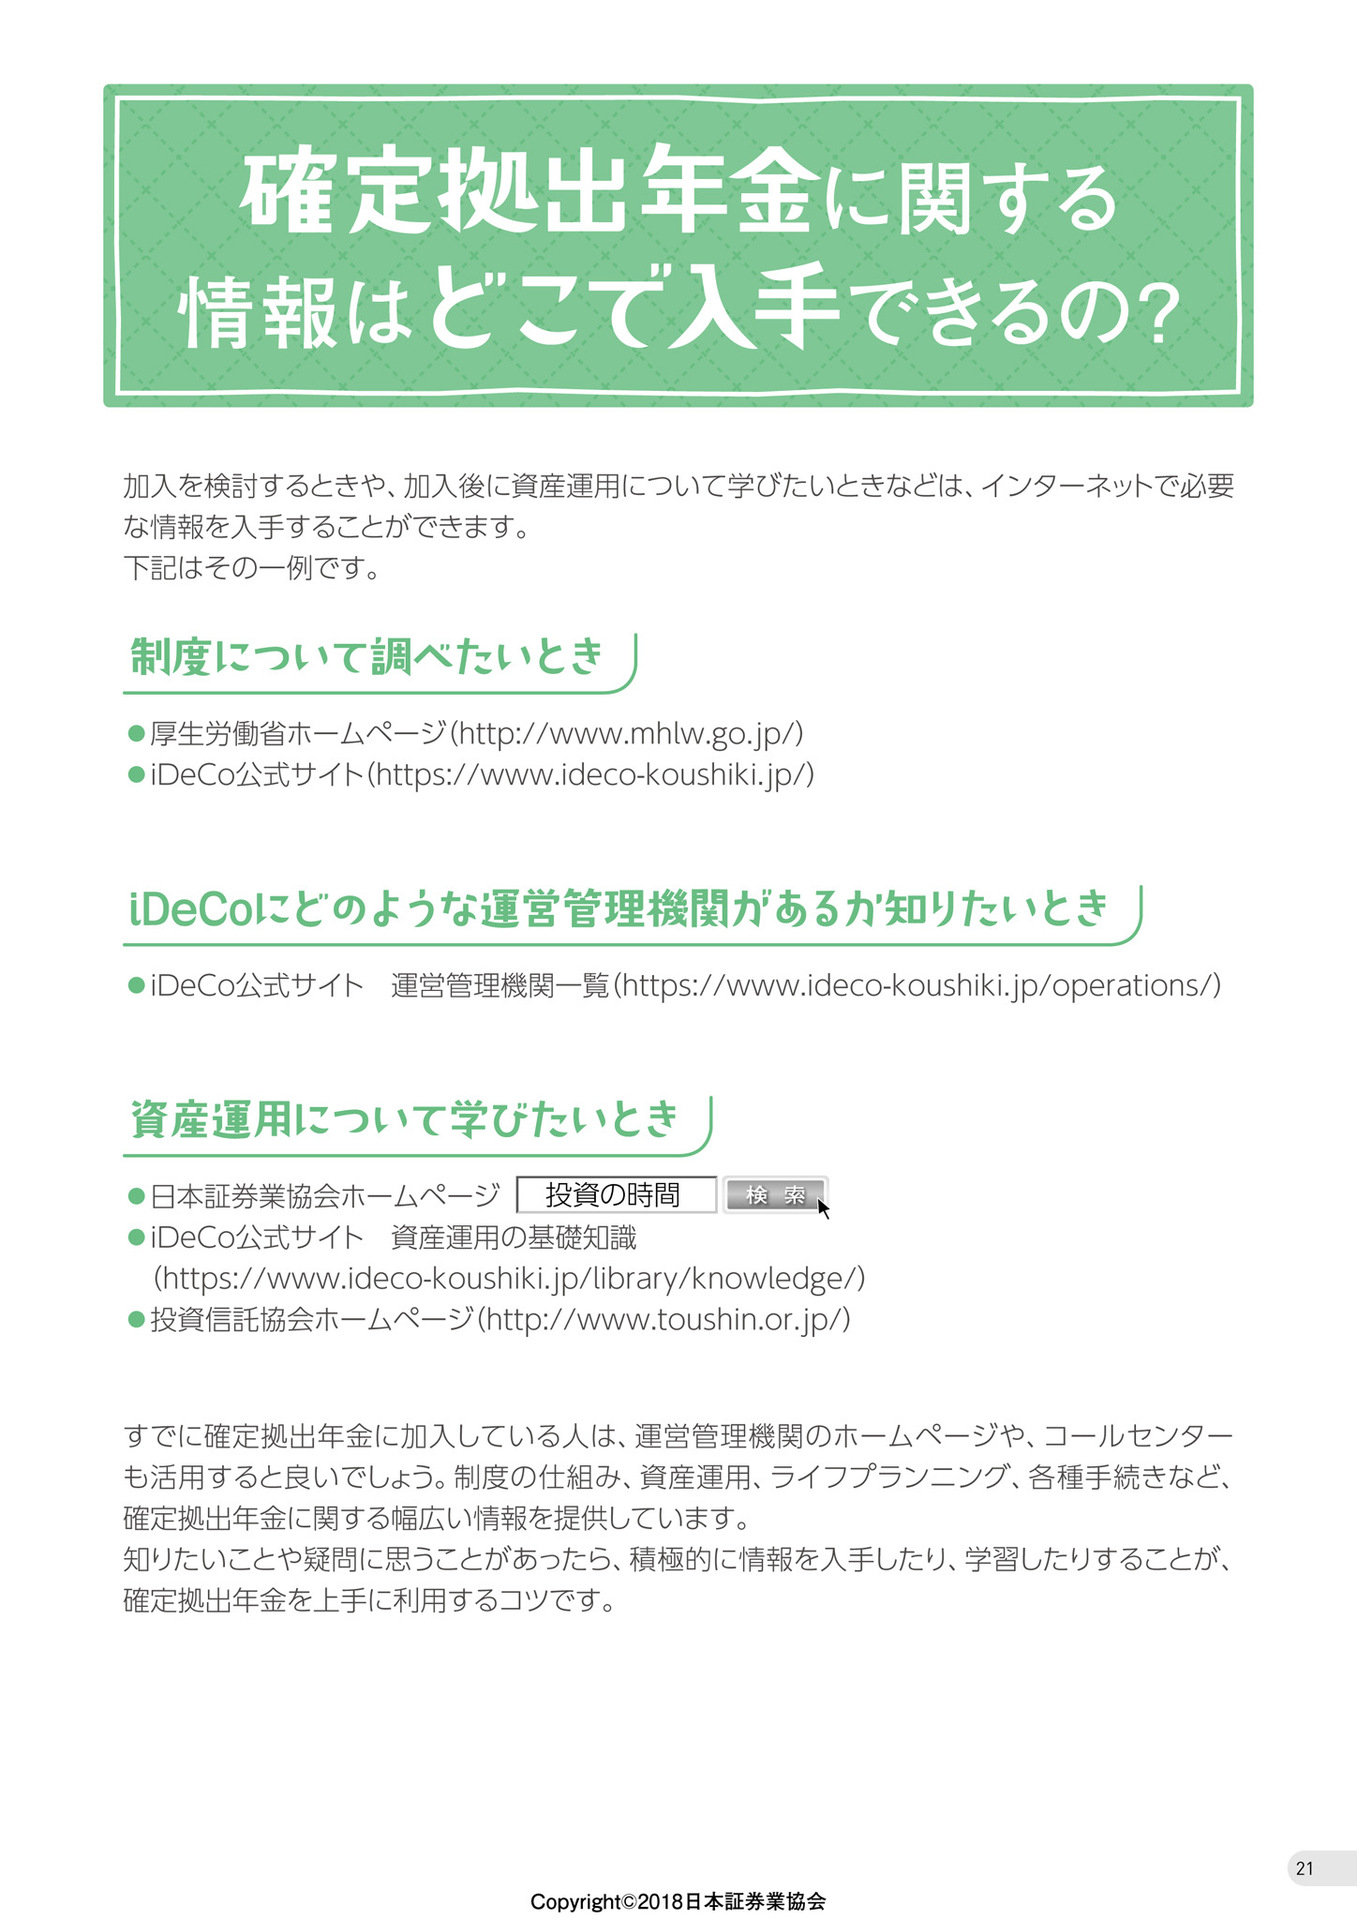 確定拠出年金に関する
情報はどこで入手できるの?
加入を検討するときや、加入後に資産運用について学びたいときなどは、インターネットで必要
な情報を入手することができます。
下記はその一例です。
制度について調べたいとき
●厚生労働省ホームページ(http://www.mhlw.go.jp/)
●iDeCo公式サイト(https://www.ideco-koushiki.jp/)
iDeCoにどのような運営管理機関があるか知りたいとき
●iDeCo公式サイト　運営管理機関一覧(https://www.ideco-koushiki.jp/operations/)
資産運用について学びたいとき
●日本証券業協会ホームページ 投資の時間 検索
●iDeCo公式サイト　資産運用の基礎知識
(https://www.ideco-koushiki.jp/library/knowledge/)
●投資信託協会ホームページ(http://www.toushin.or.jp/)
すでに確定拠出年金に加入している人は、運営管理機関のホームページや、コールセンター
も活用すると良いでしょう。制度の仕組み、資産運用、ライフプランニング、各種手続きなど、
確定拠出年金に関する幅広い情報を提供しています。
知りたいことや疑問に思うことがあったら、積極的に情報を入手したり、学習したりすることが、
確定拠出年金を上手に利用するコツです。
21
Copyright©2018日本証券業協会